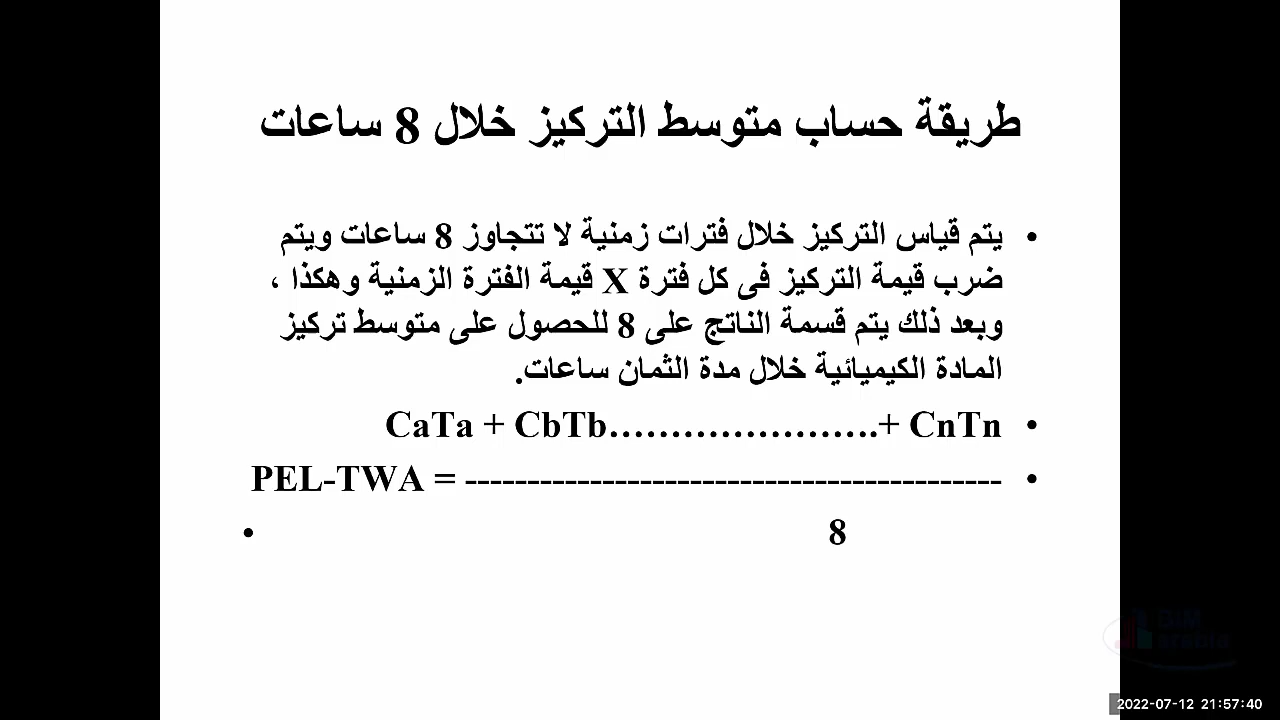 طريقة حساب متوسط التركيز خلال 8 ساعات
• يتم قياس التركيز خلال فترات زمنية لا تتجاوز 8 ساعات ويتم
ضرب قيمة التركيز فى كل فترة X قيمة الفترة الزمنية وهكذا ،
وبعد ذلك يتم قسمة الناتج على 8 للحصول على متوسط تركيز
المادة الكيميائية خلال مدة الثمان ساعات.
• CaTa + CbTb......................+ CnTn
• PEL-TWA = -------------------------------------------
• 8
BIM
arabia
2022-07-12 21:57:40